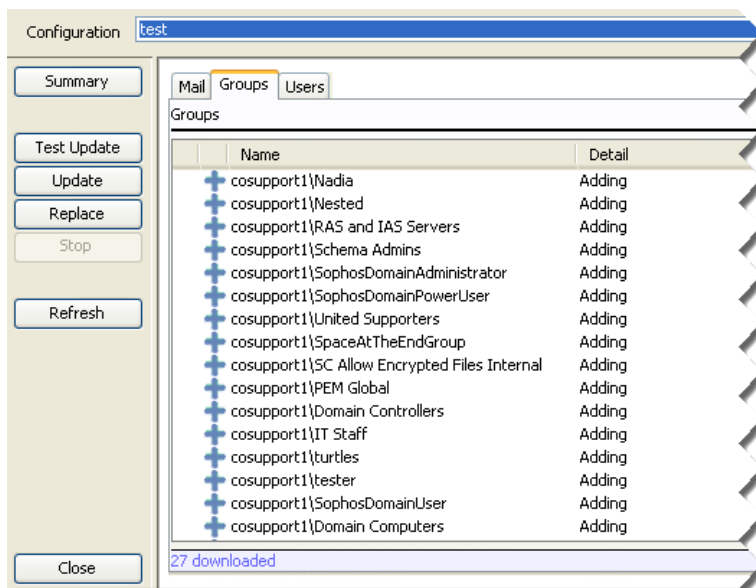 Configuration test
Summary
Test Update
Update
Replace
Stop
Refresh
Close
Mail Groups Users
Groups
Name Detail
cosupport1\Nadia Adding
cosupport1\Nested Adding
cosupport1\RAS and IAS Servers Adding
cosupport1\Schema Admins Adding
cosupport1\SophosDomainAdministrator Adding
cosupport1\SophosDomainPowerUser Adding
cosupport1\United Supporters Adding
cosupport1\SpaceAtTheEndGroup Adding
cosupport1\SC Allow Encrypted Files Internal Adding
cosupport1\PEM Global Adding
cosupport1\Domain Controllers Adding
cosupport1\IT Staff Adding
cosupport1\turtles Adding
cosupport1\tester Adding
cosupport1\SophosDomainUser Adding
cosupport1\Domain Computers Adding
27 downloaded